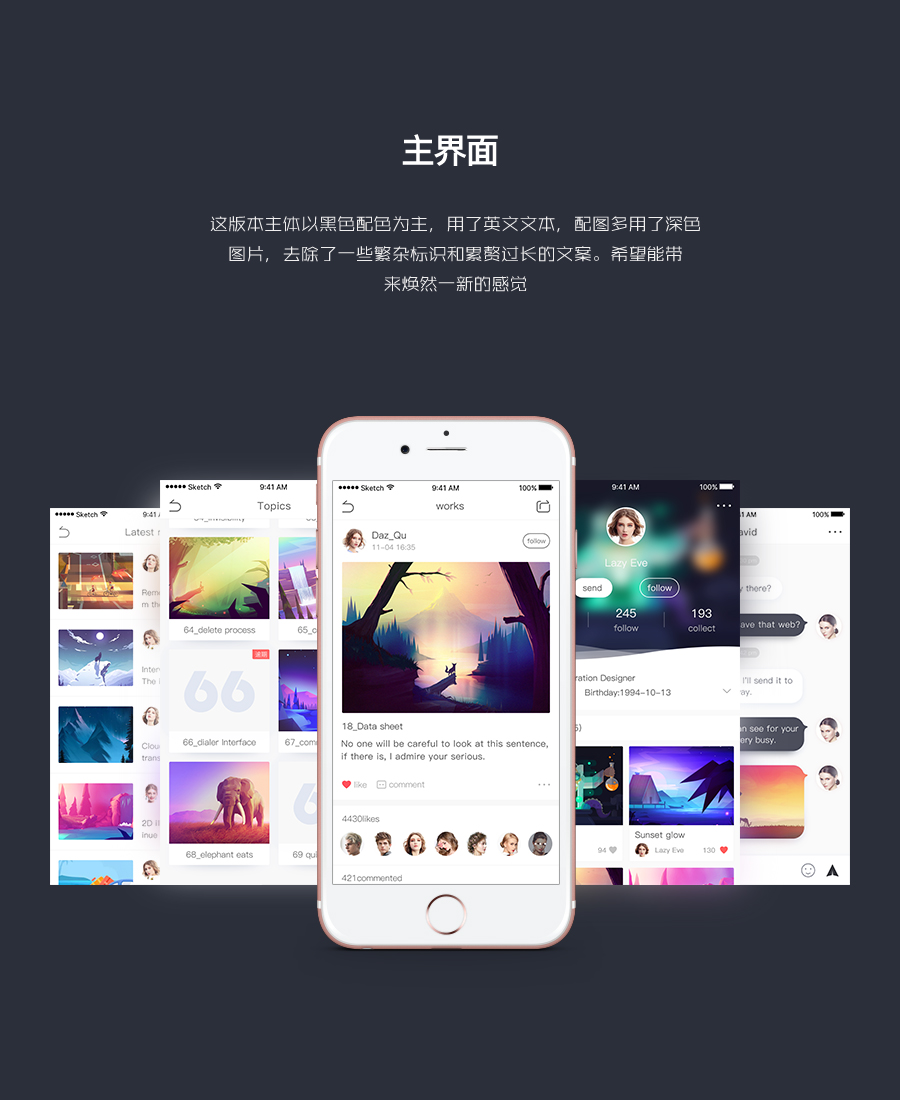 主界面
这版本主体以黑色配色为主，用了英文文本，配图多用了深色
图片，去除了一些繁杂标识和累赘过长的文案。希望能带
来焕然一新的感觉
Sketch
9:41
Latest
Interv
The i
Cloud
trans
2D il
inue
Sketch
9:41 AM
Topics
64_invisibility
64_delete process
65_c
66
66_dialer Interface
67_com
68_elephant eats
69 qui
Sketch
9:41 AM
100%
works
Daz_Qu
11-04 16:35
follow
18_Data sheet
No one will be careful to look at this sentence,
if there is, I admire your serious.
like
comment
4430likes
421commented
9:41 AM
100%
Lazy Eve
send
follow
245
193
follow
collect
ration Designer
Birthday:1994-10-13
5)
Sunset glow
94
Lazy Eve
130
41 AM
100%
avid
y there?
ave that web?
I'll send it to
ay.
n see for your
ery busy.